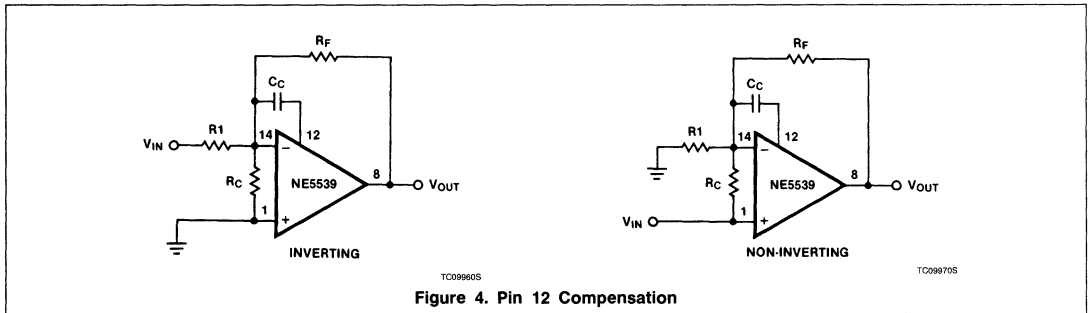 RF
CC
R1
VIN
14
12
−
RC
NE5539
8
VOUT
1
+
INVERTING
TC09960S
RF
CC
R1
14
12
−
RC
NE5539
8
VOUT
VIN
1
+
NON-INVERTING
TC09970S
Figure 4. Pin 12 Compensation